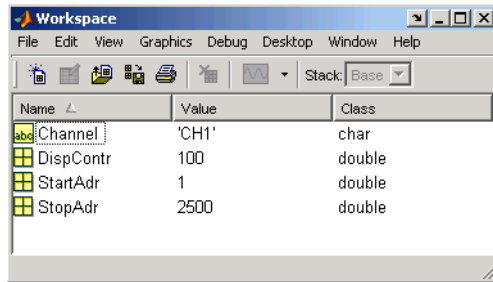 Workspace
File Edit View Graphics Debug Desktop Window Help
Stack: Base
Name Value Class
abc Channel 'CH1' char
DispContr 100 double
StartAdr 1 double
StopAdr 2500 double